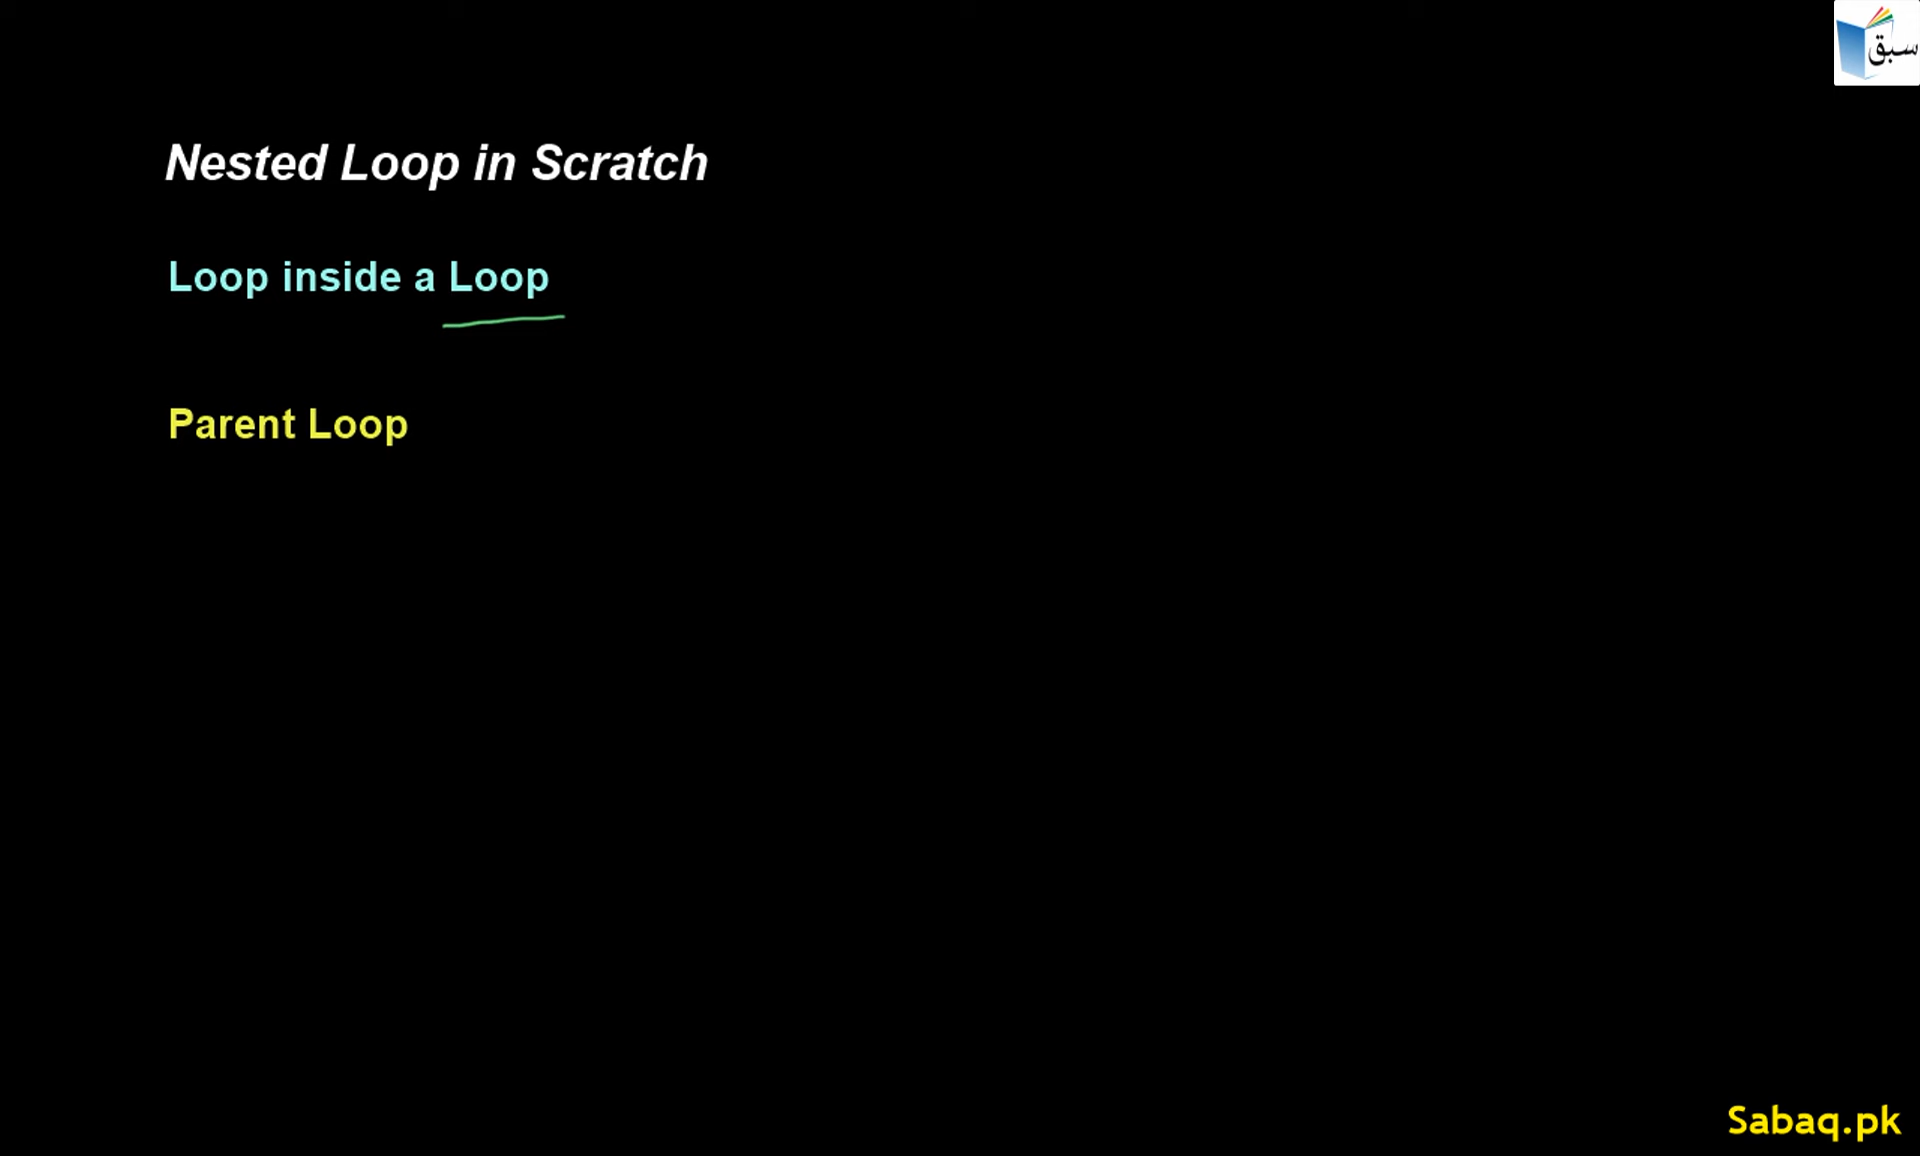 سبق
Nested Loop in Scratch
Loop inside a Loop
Parent Loop
Sabaq.pk